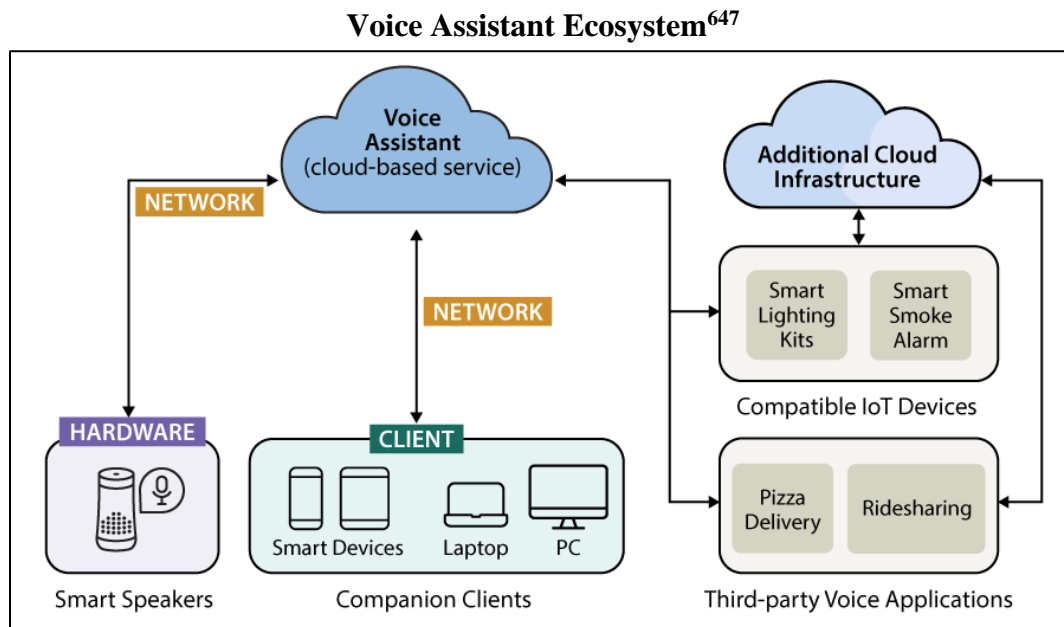 Voice Assistant Ecosystem647
Voice
Assistant
(cloud-based service)
Additional Cloud
Infrastructure
NETWORK
NETWORK
Smart
Lighting
Kits
Smart
Smoke
Alarm
Compatible IoT Devices
HARDWARE
Smart Speakers
CLIENT
Smart Devices
Laptop
PC
Companion Clients
Pizza
Delivery
Ridesharing
Third-party Voice Applications